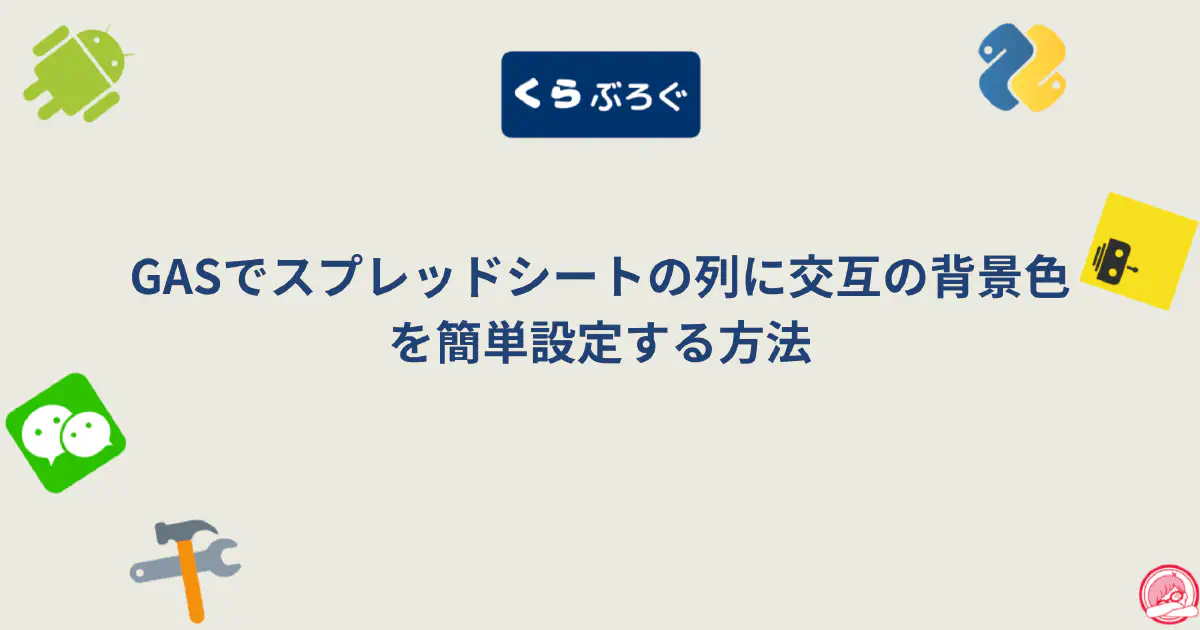 くらぶろぐ
GASでスプレッドシートの列に交互の背景色
を簡単設定する方法